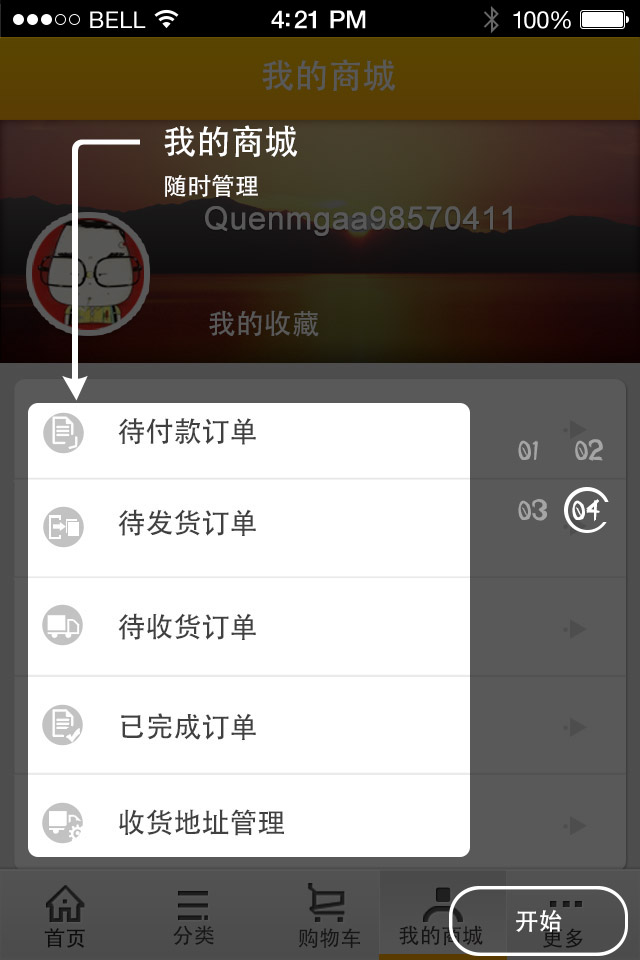 BELL 4:21 PM 100%
我的商城
我的商城
随时管理
Quenmgaa98570411
我的收藏
待付款订单
01 02
待发货订单
03 04
待收货订单
已完成订单
收货地址管理
首页 分类 购物车 我的商城 更多
开始